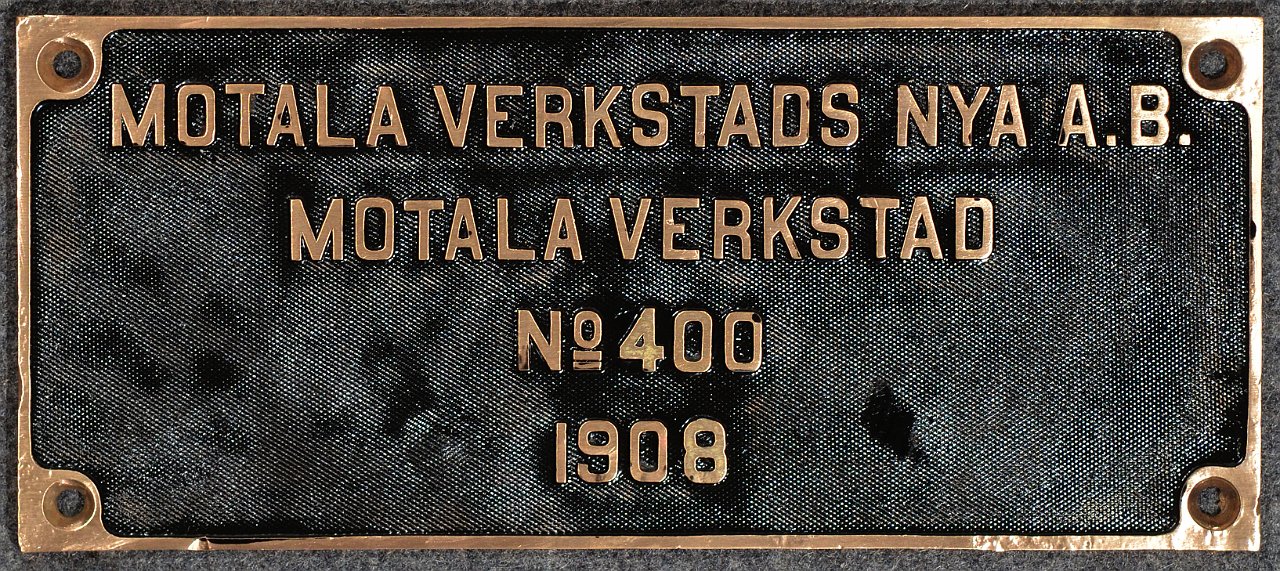 MOTALA VERKSTADS NYA A.B.
MOTALA VERKSTAD
Nº 400
1908